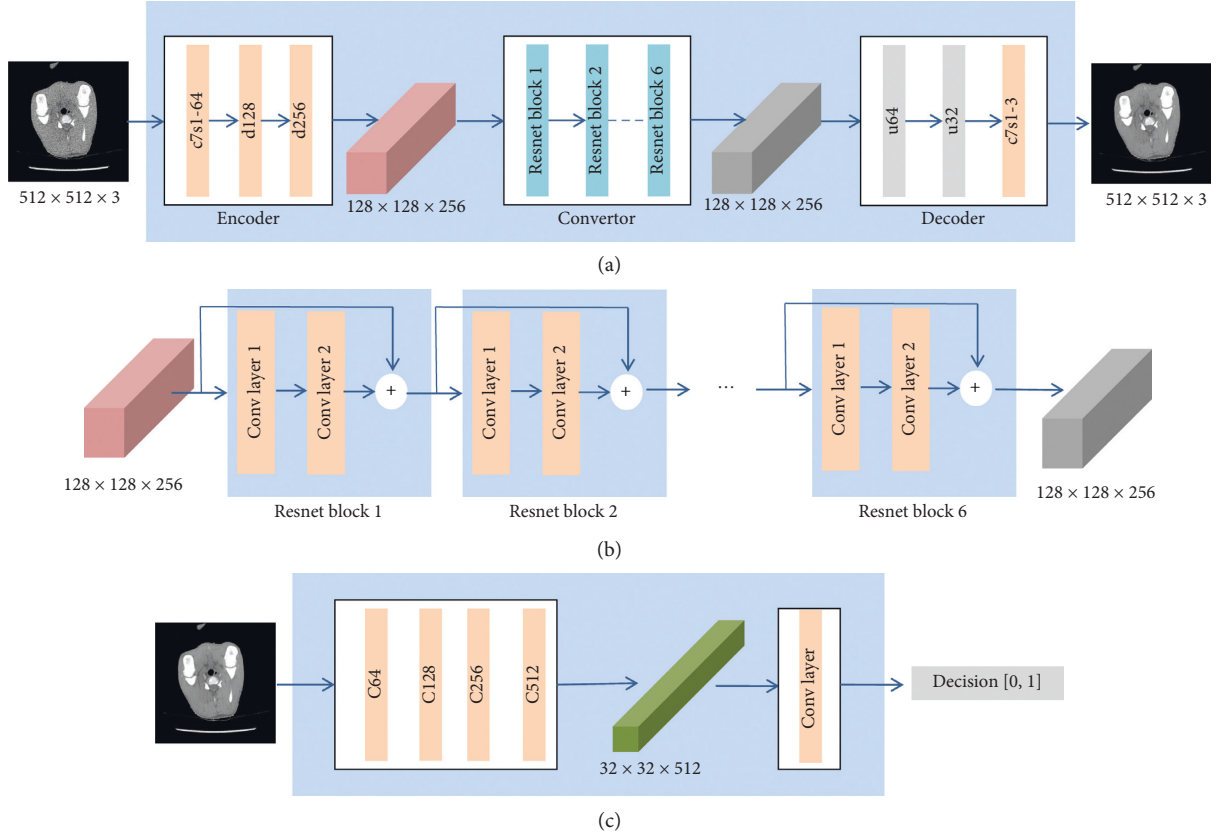 c7s1-64
d128
d256
Encoder
512 × 512 × 3
128 × 128 × 256
Resnet block 1
Resnet block 2
Resnet block 6
Convertor
128 × 128 × 256
u64
u32
c7s1-3
Decoder
512 × 512 × 3
(a)
128 × 128 × 256
Conv layer 1
Conv layer 2
+
Resnet block 1
Conv layer 1
Conv layer 2
+
Resnet block 2
...
Conv layer 1
Conv layer 2
+
Resnet block 6
128 × 128 × 256
(b)
C64
C128
C256
C512
32 × 32 × 512
Conv layer
Decision [0, 1]
(c)